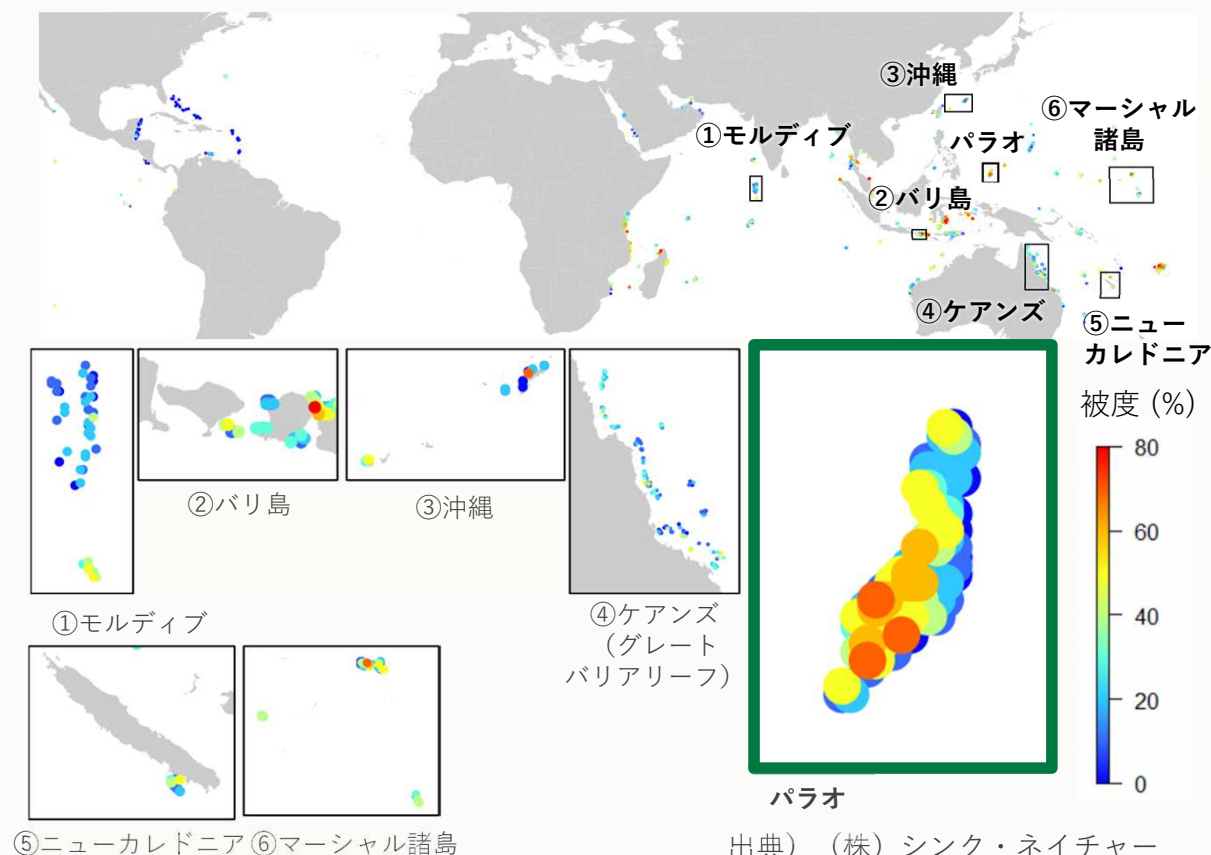 ③沖縄
⑥マーシャル
諸島
①モルディブ
パラオ
②バリ島
④ケアンズ
⑤ニュー
カレドニア
被度 (%)
80
60
40
20
0
②バリ島
③沖縄
①モルディブ
④ケアンズ
（グレート
バリアリーフ）
パラオ
⑤ニューカレドニア
⑥マーシャル諸島
出典）（株）シンク・ネイチャー